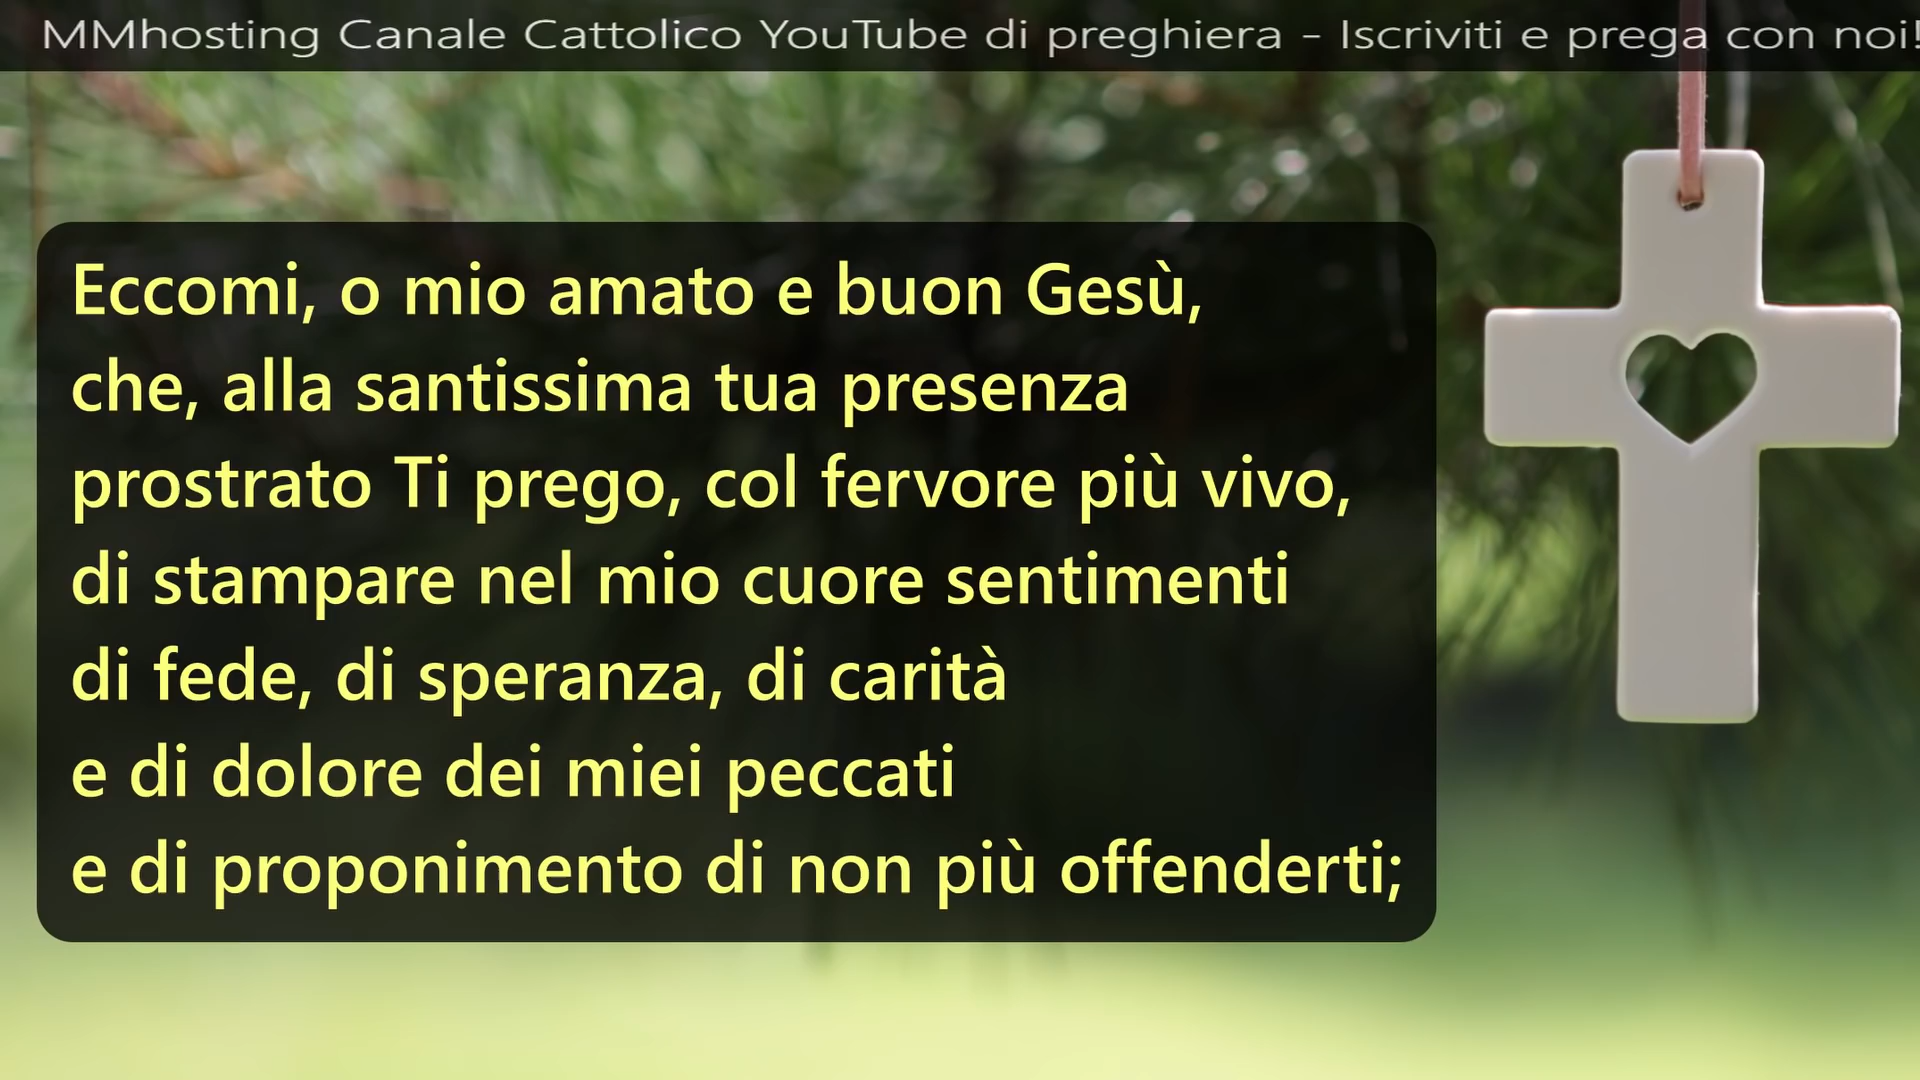 MMhosting Canale Cattolico YouTube di preghiera - Iscriviti e prega con noi!
Eccomi, o mio amato e buon Gesù,
che, alla santissima tua presenza
prostrato Ti prego, col fervore più vivo,
di stampare nel mio cuore sentimenti
di fede, di speranza, di carità
e di dolore dei miei peccati
e di proponimento di non più offenderti;